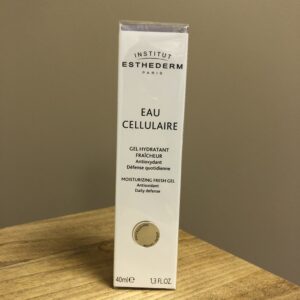 INSTITUT
ESTHEDERM
PARIS
EAU
CELLULAIRE
GEL HYDRATANT
FRAÎCHEUR
Antioxydant
Défense quotidienne
MOISTURIZING FRESH GEL
Antioxidant
Daily defense
40ml℮ 1,3 FL.OZ.